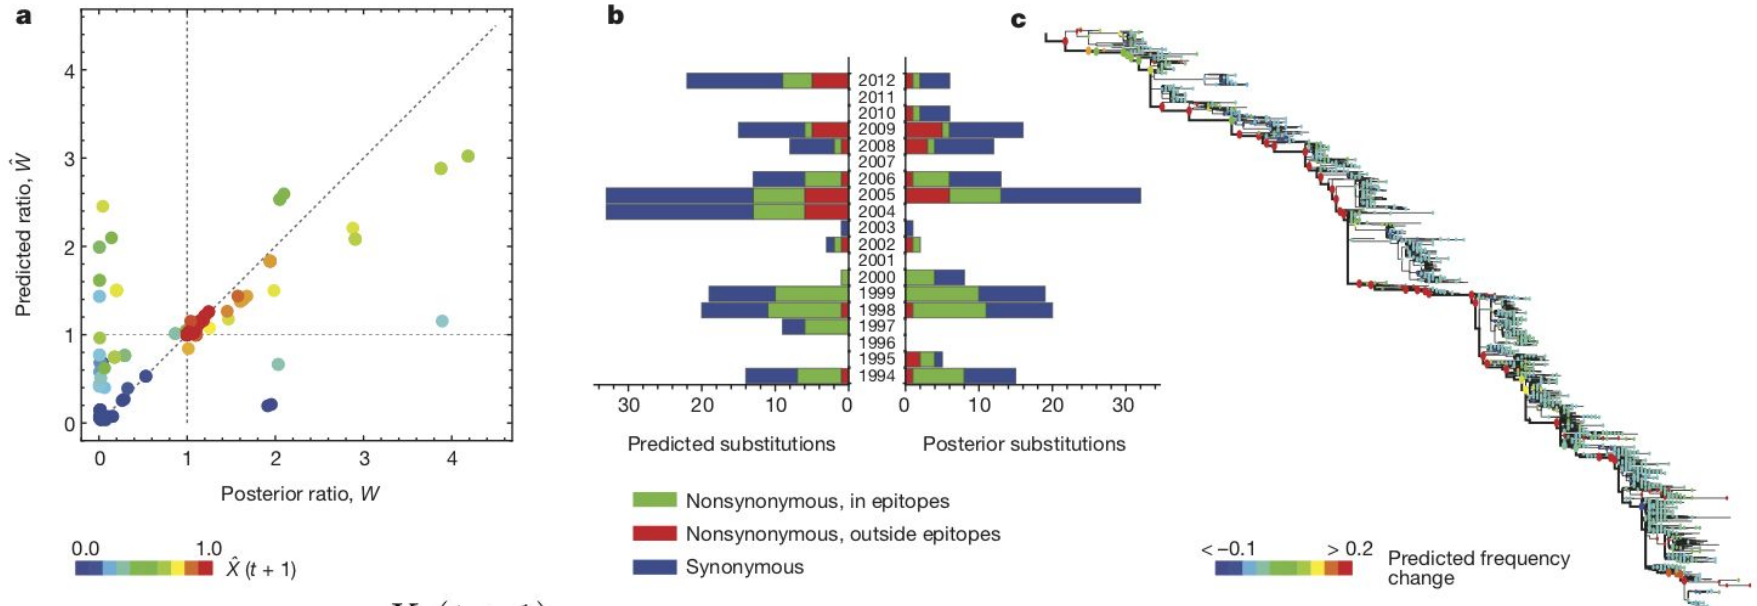 a
Predicted ratio, Ŵ
4
3
2
1
0
0 1 2 3 4
Posterior ratio, W
0.0 1.0
X̂ (t + 1)
b
2012
2011
2010
2009
2008
2007
2006
2005
2004
2003
2002
2001
2000
1999
1998
1997
1996
1995
1994
30 20 10 0 0 10 20 30
Predicted substitutions
Posterior substitutions
Nonsynonymous, in epitopes
Nonsynonymous, outside epitopes
Synonymous
c
< −0.1 > 0.2
Predicted frequency
change